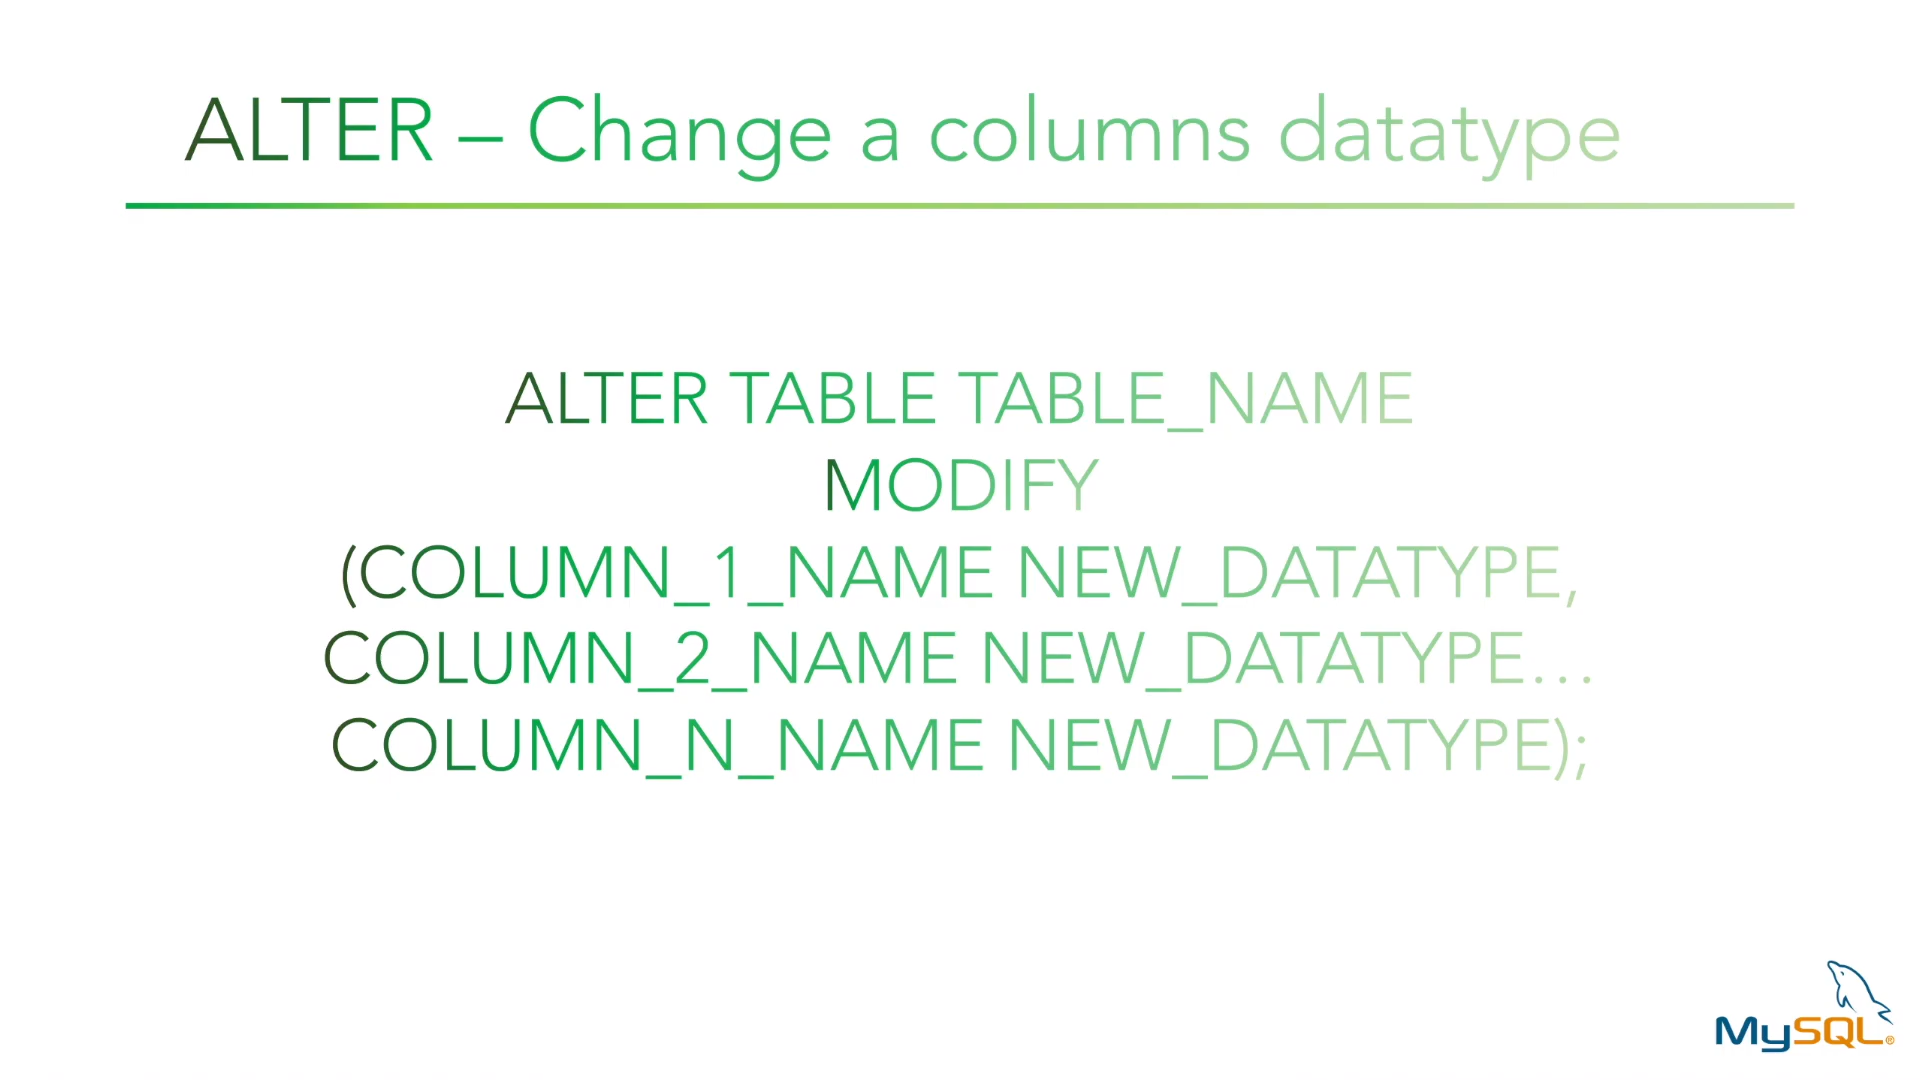 ALTER – Change a columns datatype
ALTER TABLE TABLE_NAME
MODIFY
(COLUMN_1_NAME NEW_DATATYPE,
COLUMN_2_NAME NEW_DATATYPE…
COLUMN_N_NAME NEW_DATATYPE);
MySQL®